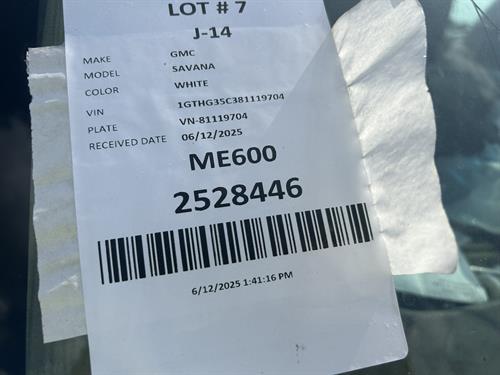 LOT # 7
J-14
MAKE GMC
MODEL SAVANA
COLOR WHITE
VIN 1GTHG35C381119704
PLATE VN-81119704
RECEIVED DATE 06/12/2025
ME600
2528446
6/12/2025 1:41:16 PM